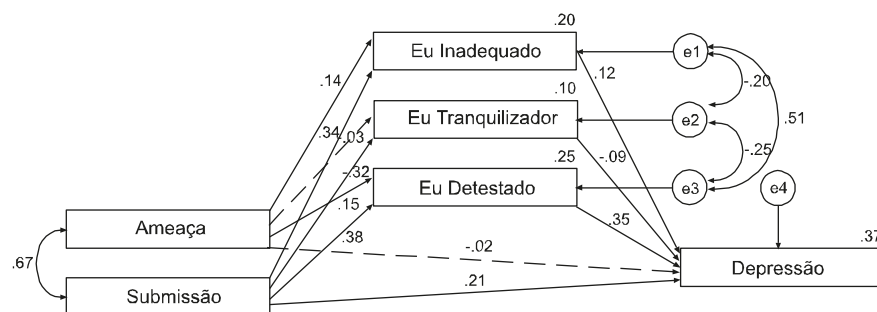 .20
Eu Inadequado
e1
.14
.12
-.20
.10
.34
-.03
Eu Tranquilizador
e2
.51
.25
-.09
-.25
-.32
Eu Detestado
e3
e4
.15
.35
Ameaça
.38
-.02
.37
.67
Depressão
.21
Submissão